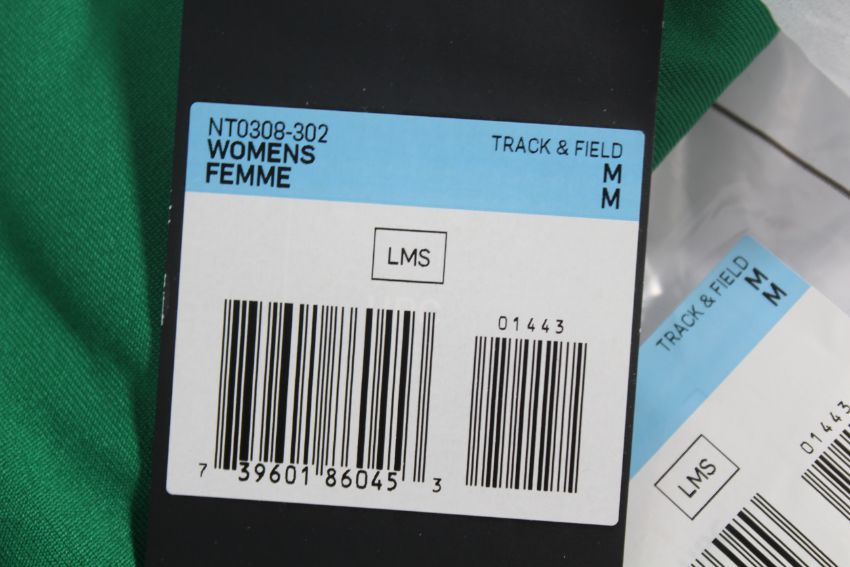 NT0308-302
WOMENS
FEMME
TRACK & FIELD
M
M
LMS
01443
7 39601 86045 3
TRACK & FIELD
M
M
LMS
01443